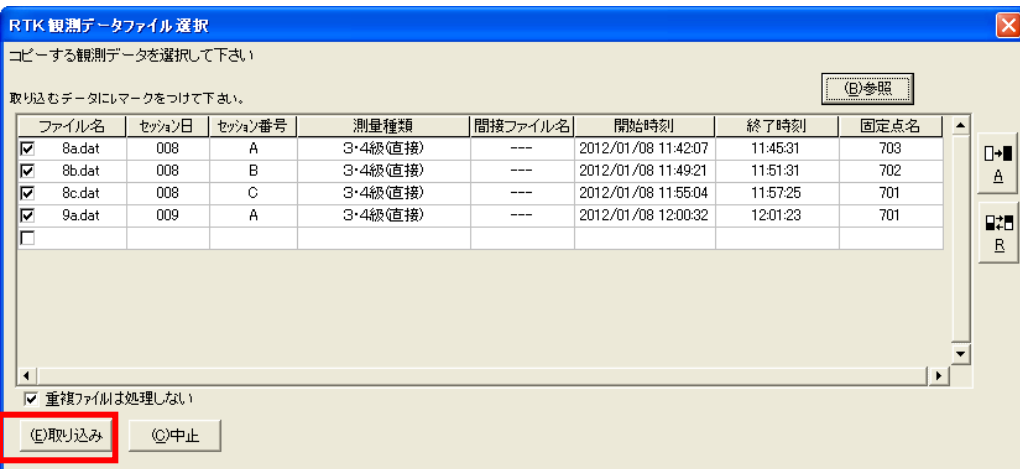 RTK観測データファイル選択
コピーする観測データを選択して下さい
(B)参照
取り込むデータにレマークをつけて下さい。
ファイル名 セッション日 セッション番号 測量種類 間接ファイル名 開始時刻 終了時刻 固定点名
8a.dat 008 A 3・4級(直接) --- 2012/01/08 11:42:07 11:45:31 703
8b.dat 008 B 3・4級(直接) --- 2012/01/08 11:49:21 11:51:31 702
8c.dat 008 C 3・4級(直接) --- 2012/01/08 11:55:04 11:57:25 701
9a.dat 009 A 3・4級(直接) --- 2012/01/08 12:00:32 12:01:23 701
A
R
重複ファイルは処理しない
(E)取り込み (C)中止